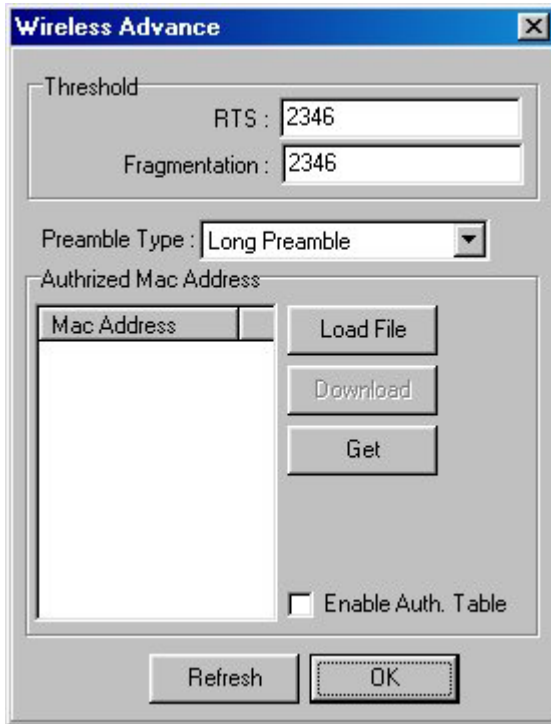 Wireless Advance
Threshold
RTS : 2346
Fragmentation : 2346
Preamble Type : Long Preamble
Authrized Mac Address
Mac Address
Load File
Download
Get
Enable Auth. Table
Refresh OK